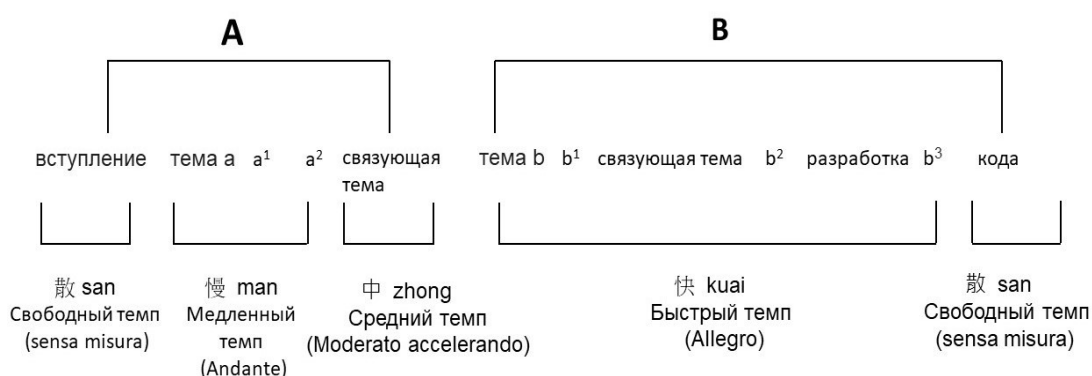 A B
вступление тема а a¹ a² связующая тема b b¹ связующая тема b² разработка b³ кода
тема
散 san 慢 man 中 zhong 快 kuai 散 san
Свободный темп Медленный Средний темп Быстрый темп Свободный темп
(sensa misura) темп (Moderato accelerando) (Allegro) (sensa misura)
(Andante)